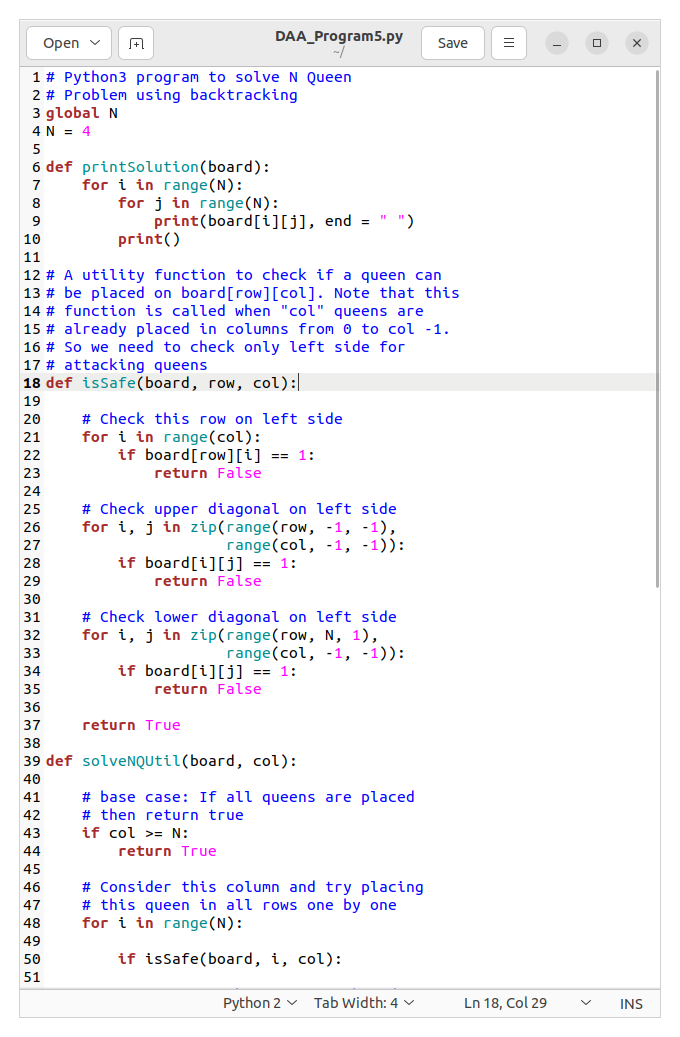 Open
DAA_Program5.py
~/
Save
1 # Python3 program to solve N Queen
2 # Problem using backtracking
3 global N
4 N = 4
5
6 def printSolution(board):
7     for i in range(N):
8         for j in range(N):
9             print(board[i][j], end = " ")
10         print()
11
12 # A utility function to check if a queen can
13 # be placed on board[row][col]. Note that this
14 # function is called when "col" queens are
15 # already placed in columns from 0 to col -1.
16 # So we need to check only left side for
17 # attacking queens
18 def isSafe(board, row, col):
19
20     # Check this row on left side
21     for i in range(col):
22         if board[row][i] == 1:
23             return False
24
25     # Check upper diagonal on left side
26     for i, j in zip(range(row, -1, -1),
27                     range(col, -1, -1)):
28         if board[i][j] == 1:
29             return False
30
31     # Check lower diagonal on left side
32     for i, j in zip(range(row, N, 1),
33                     range(col, -1, -1)):
34         if board[i][j] == 1:
35             return False
36
37     return True
38
39 def solveNQUtil(board, col):
40
41     # base case: If all queens are placed
42     # then return true
43     if col >= N:
44         return True
45
46     # Consider this column and try placing
47     # this queen in all rows one by one
48     for i in range(N):
49
50         if isSafe(board, i, col):
51
Python 2 Tab Width: 4 Ln 18, Col 29 INS